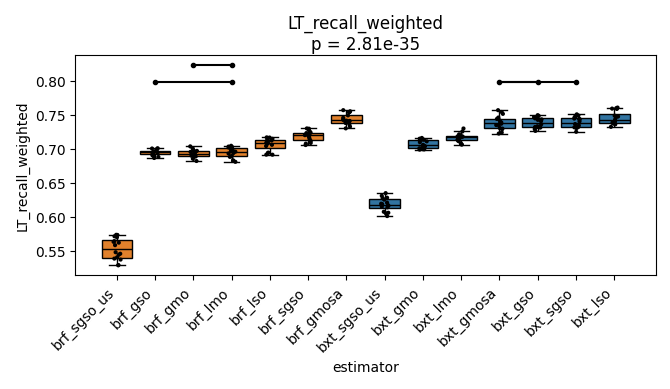 LT_recall_weighted
p = 2.81e-35
LT_recall_weighted
0.80
0.75
0.70
0.65
0.60
0.55
brf_sgso_us
brf_gso
brf_gmo
brf_lmo
brf_lso
brf_sgso
brf_gmosa
bxt_sgso_us
bxt_gmo
bxt_lmo
bxt_gmosa
bxt_gso
bxt_sgso
bxt_lso
estimator